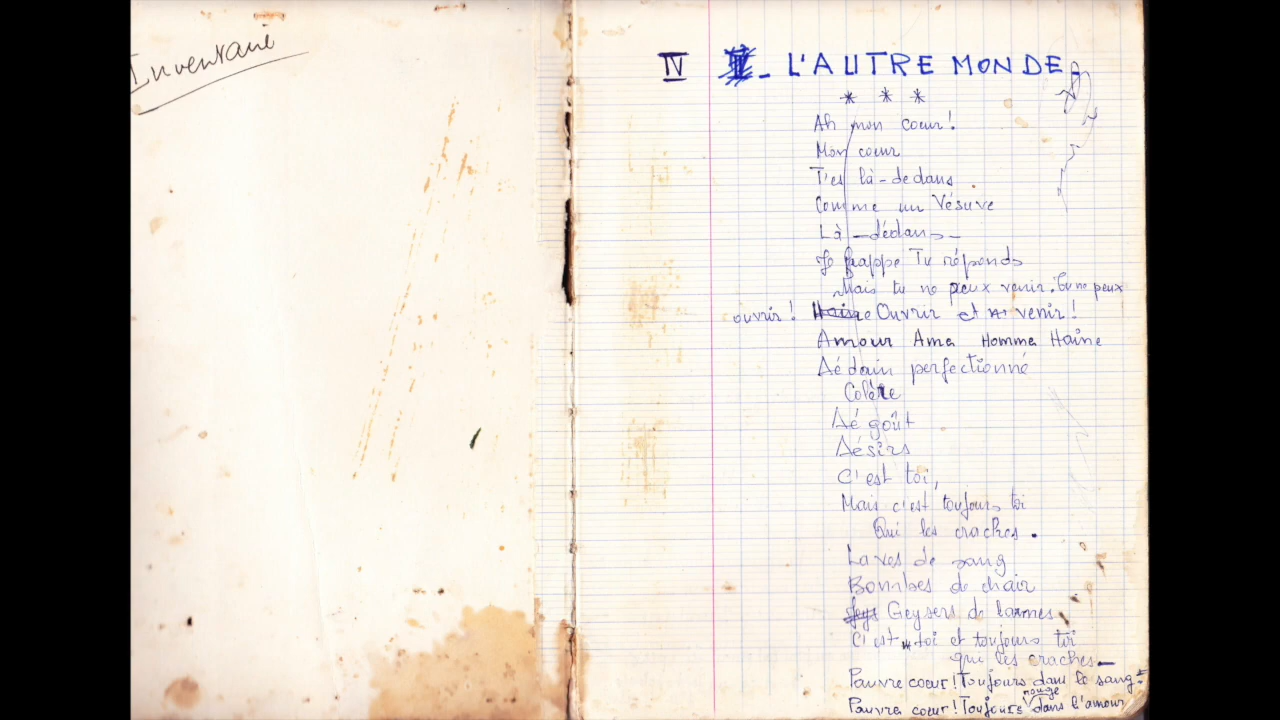 Inventaire
IV I - L'AUTRE MONDE
* * *
Ah mon coeur !
Mon coeur
T'es là-dedans
Comme un Vésuve
Là - dédans -
Je frappe Tu réponds
Mais tu ne peux venir. Tu ne peux
ouvrir ! Haine Ouvrir et venir !
Amour Ame Homme Haine
Dédain perfectionné
Colère
Dégoût
Désirs
C'est toi,
Mais c'est toujours toi
Qui les craches.
Laves de sang
Bombes de chair
Geysers de larmes
C'est toi et toujours toi
qui les craches -
Pauvre coeur ! Toujours dans le sang
rouge
Pauvre coeur ! Toujours dans l'amour